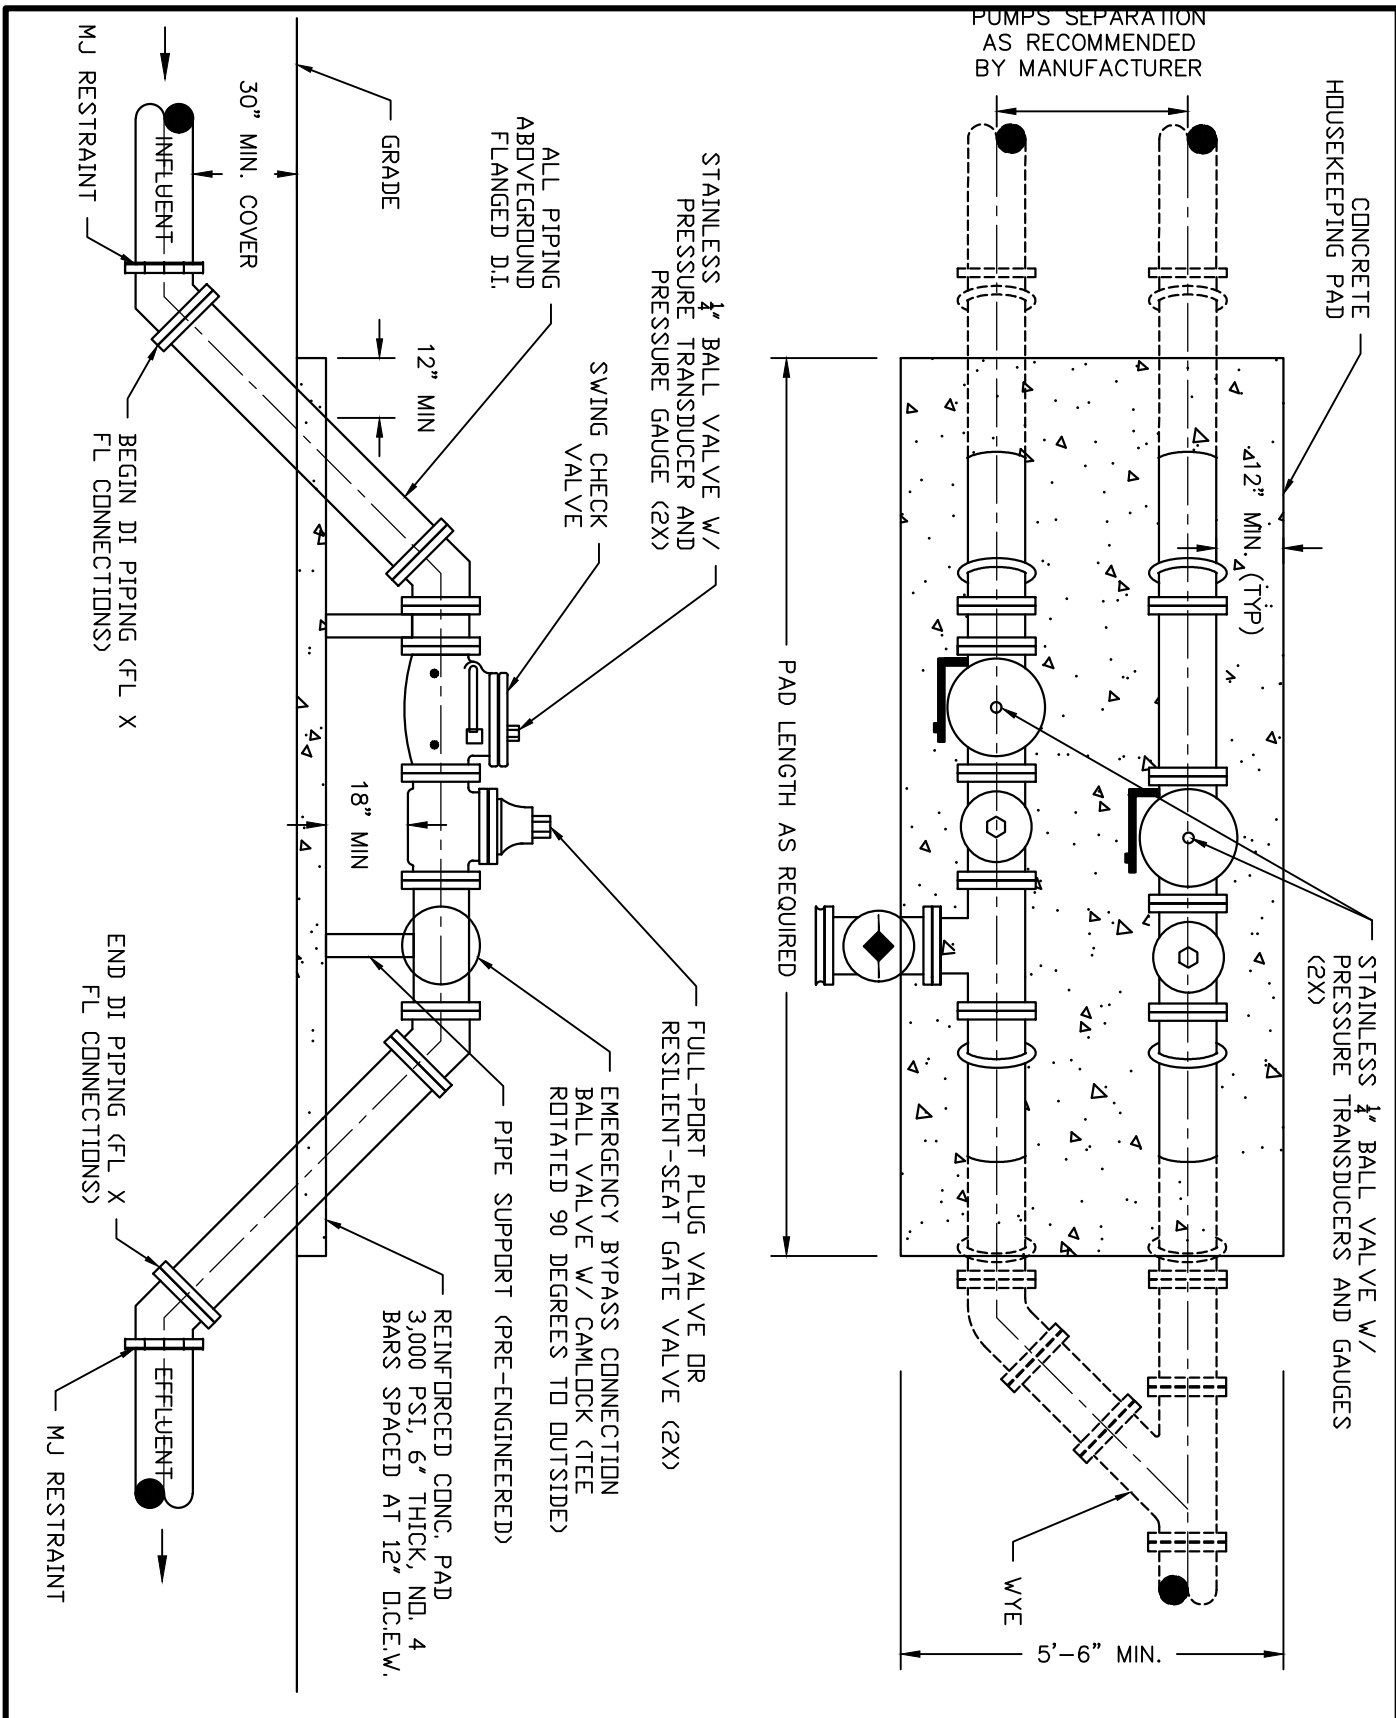 PUMPS SEPARATION
AS RECOMMENDED
BY MANUFACTURER
CONCRETE
HOUSEKEEPING PAD
12" MIN. (TYP)
STAINLESS 1/4" BALL VALVE W/
PRESSURE TRANSDUCERS AND GAUGES
(2X)
WYE
5'-6" MIN.
PAD LENGTH AS REQUIRED
STAINLESS 1/4" BALL VALVE W/
PRESSURE TRANSDUCER AND
PRESSURE GAUGE (2X)
SWING CHECK
VALVE
ALL PIPING
ABOVEGROUND
FLANGED D.I.
GRADE
30" MIN. COVER
MJ RESTRAINT
INFLUENT
12" MIN
BEGIN DI PIPING (FL X
FL CONNECTIONS)
18" MIN
FULL-PORT PLUG VALVE OR
RESILIENT-SEAT GATE VALVE (2X)
EMERGENCY BYPASS CONNECTION
BALL VALVE W/ CAMLOCK (TEE
ROTATED 90 DEGREES TO OUTSIDE)
PIPE SUPPORT (PRE-ENGINEERED)
REINFORCED CONC. PAD
3,000 PSI, 6" THICK, NO. 4
BARS SPACED AT 12" O.C.E.W.
END DI PIPING (FL X
FL CONNECTIONS)
EFFLUENT
MJ RESTRAINT